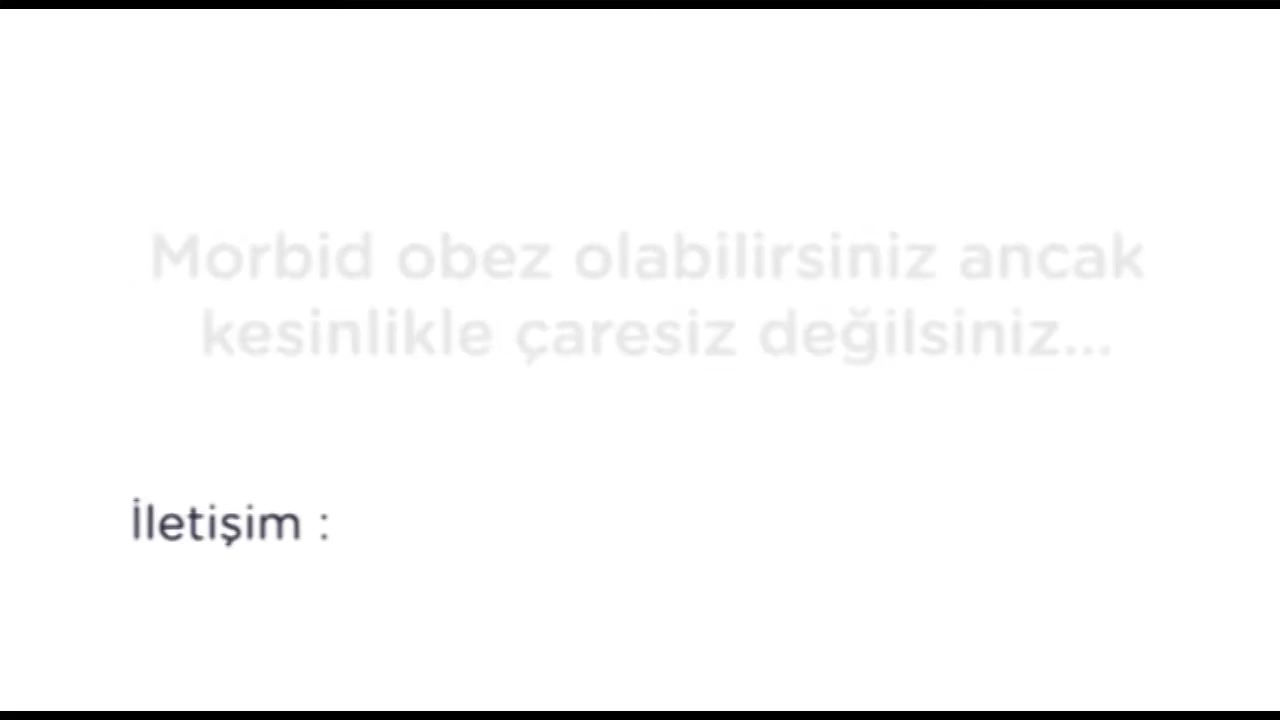 Morbid obez olabilirsiniz ancak
kesinlikle çaresiz değilsiniz...
İletişim :